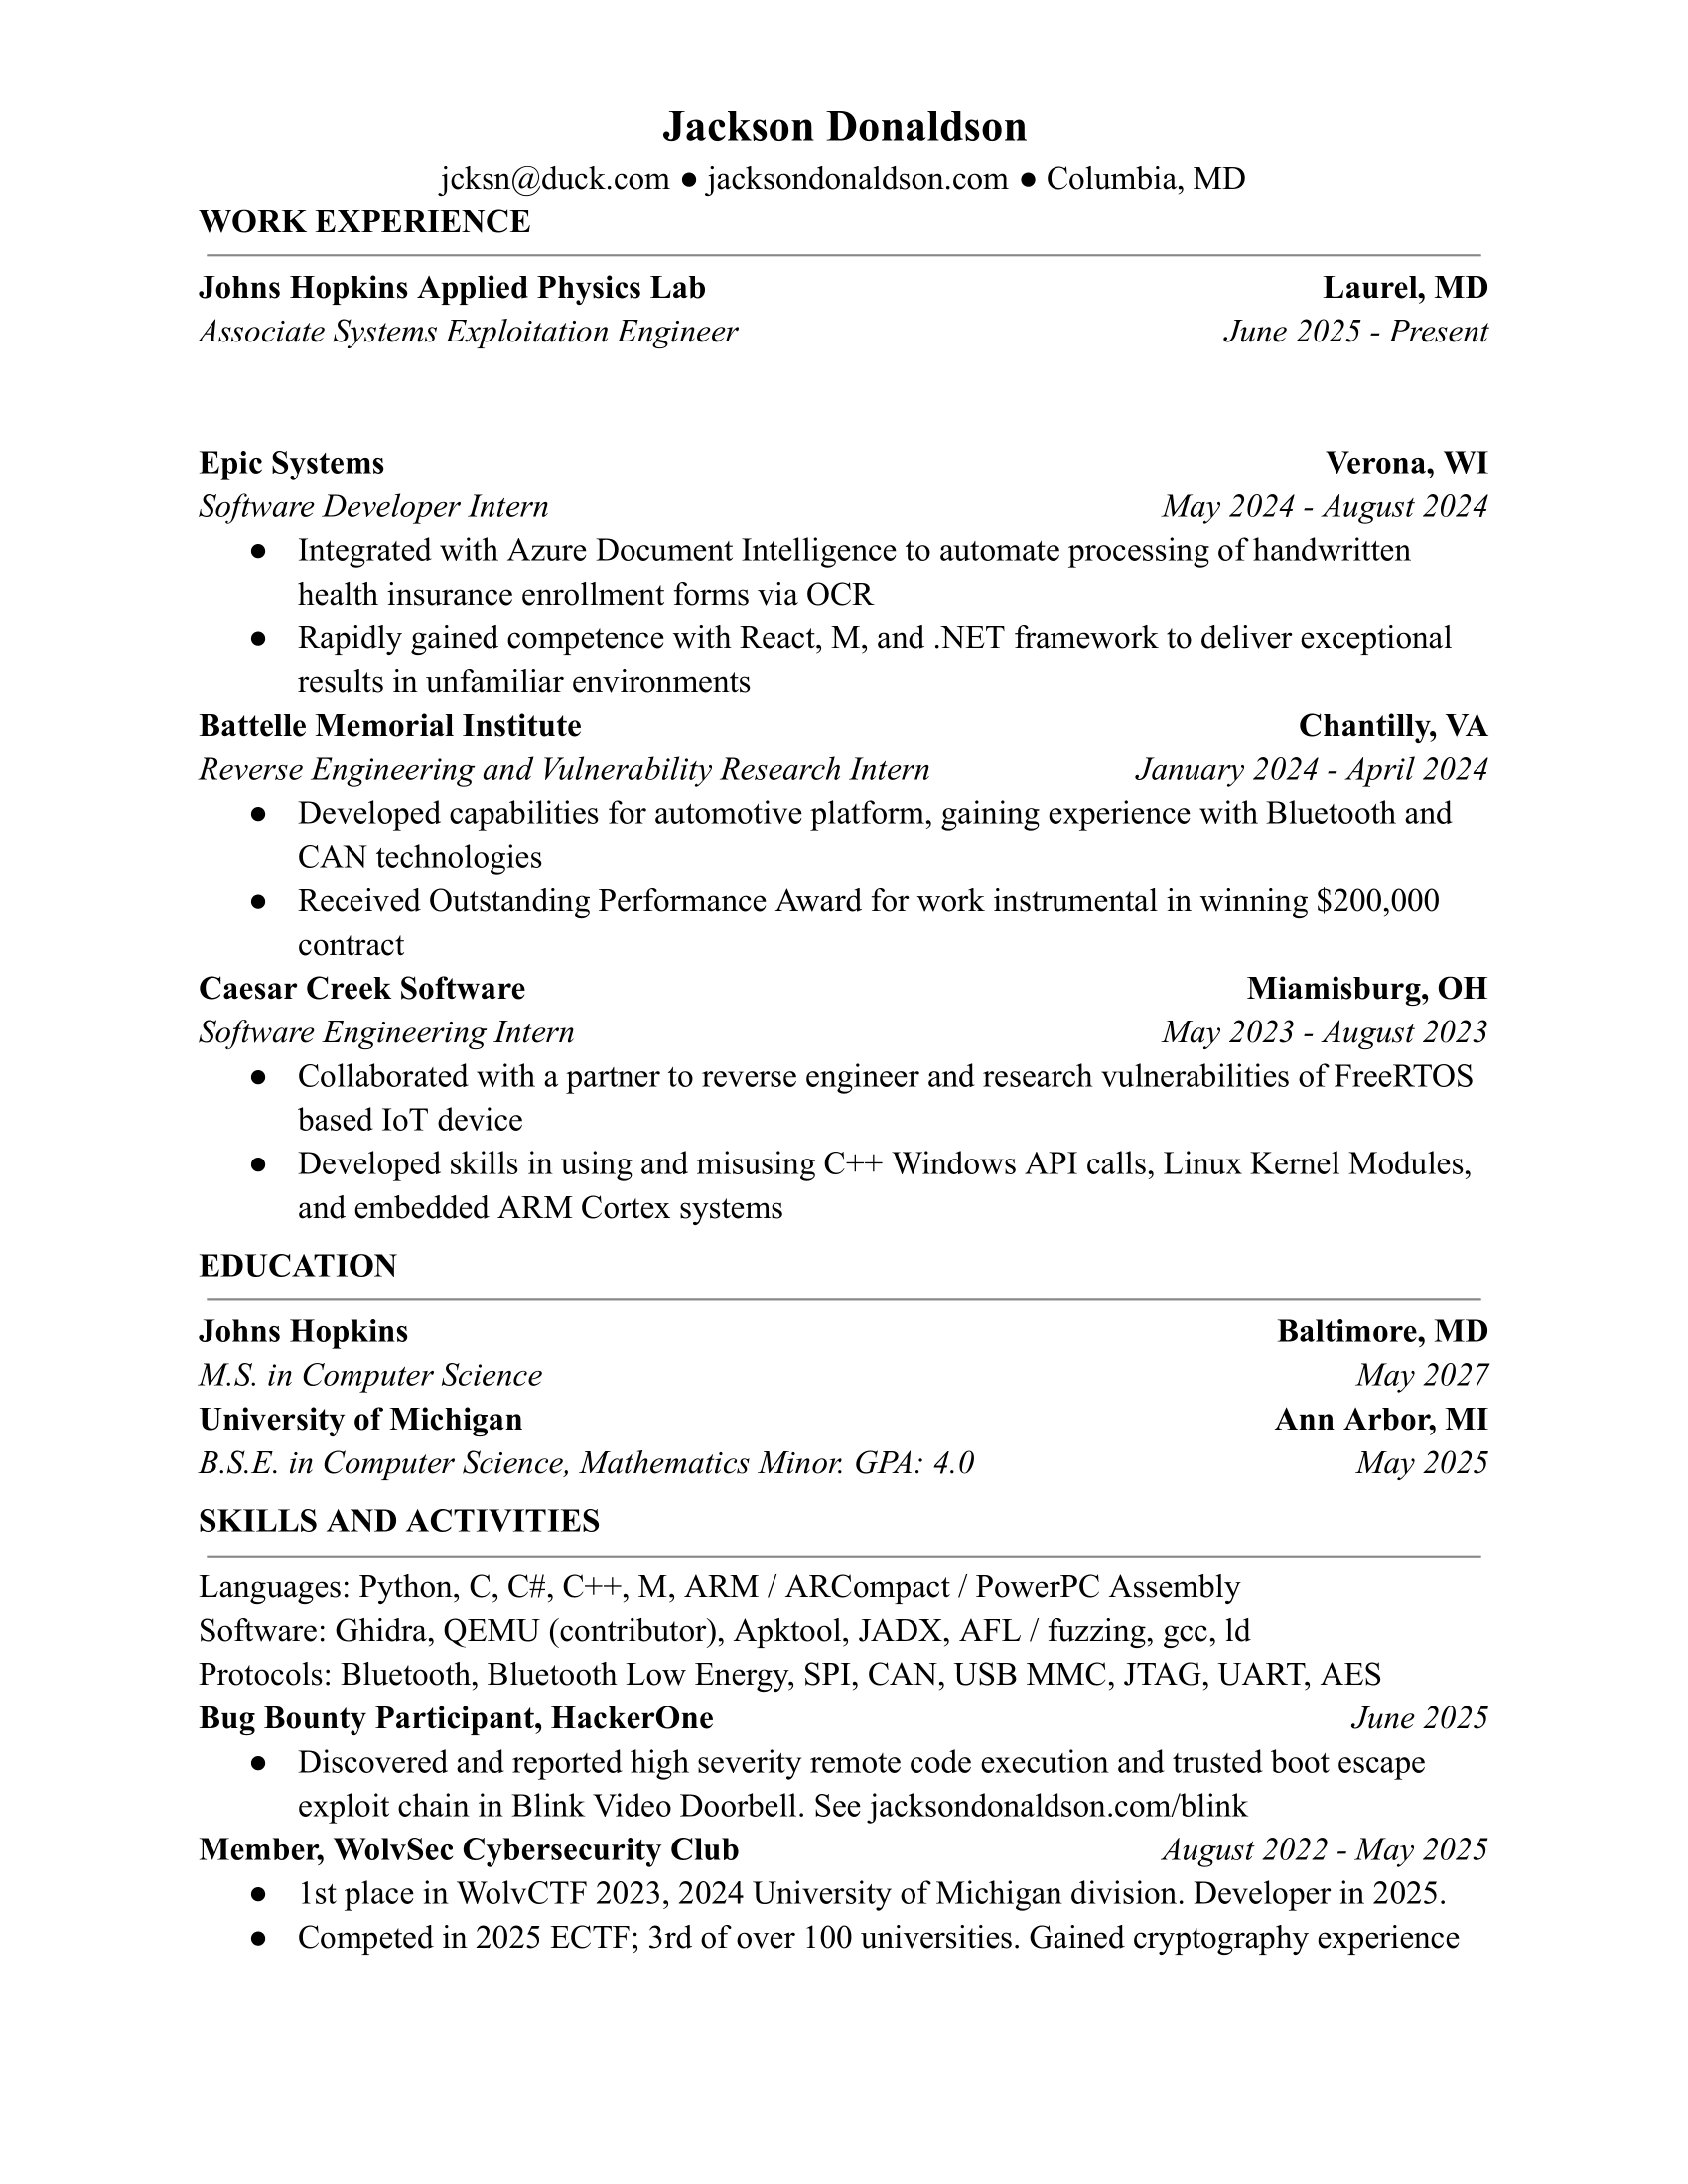 Jackson Donaldson
jcksn@duck.com ● jacksondonaldson.com ● Columbia, MD
WORK EXPERIENCE
Johns Hopkins Applied Physics Lab Laurel, MD
Associate Systems Exploitation Engineer June 2025 - Present
Epic Systems Verona, WI
Software Developer Intern May 2024 - August 2024
● Integrated with Azure Document Intelligence to automate processing of handwritten
health insurance enrollment forms via OCR
● Rapidly gained competence with React, M, and .NET framework to deliver exceptional
results in unfamiliar environments
Battelle Memorial Institute Chantilly, VA
Reverse Engineering and Vulnerability Research Intern January 2024 - April 2024
● Developed capabilities for automotive platform, gaining experience with Bluetooth and
CAN technologies
● Received Outstanding Performance Award for work instrumental in winning $200,000
contract
Caesar Creek Software Miamisburg, OH
Software Engineering Intern May 2023 - August 2023
● Collaborated with a partner to reverse engineer and research vulnerabilities of FreeRTOS
based IoT device
● Developed skills in using and misusing C++ Windows API calls, Linux Kernel Modules,
and embedded ARM Cortex systems
EDUCATION
Johns Hopkins Baltimore, MD
M.S. in Computer Science May 2027
University of Michigan Ann Arbor, MI
B.S.E. in Computer Science, Mathematics Minor. GPA: 4.0 May 2025
SKILLS AND ACTIVITIES
Languages: Python, C, C#, C++, M, ARM / ARCompact / PowerPC Assembly
Software: Ghidra, QEMU (contributor), Apktool, JADX, AFL / fuzzing, gcc, ld
Protocols: Bluetooth, Bluetooth Low Energy, SPI, CAN, USB MMC, JTAG, UART, AES
Bug Bounty Participant, HackerOne June 2025
● Discovered and reported high severity remote code execution and trusted boot escape
exploit chain in Blink Video Doorbell. See jacksondonaldson.com/blink
Member, WolvSec Cybersecurity Club August 2022 - May 2025
● 1st place in WolvCTF 2023, 2024 University of Michigan division. Developer in 2025.
● Competed in 2025 ECTF; 3rd of over 100 universities. Gained cryptography experience